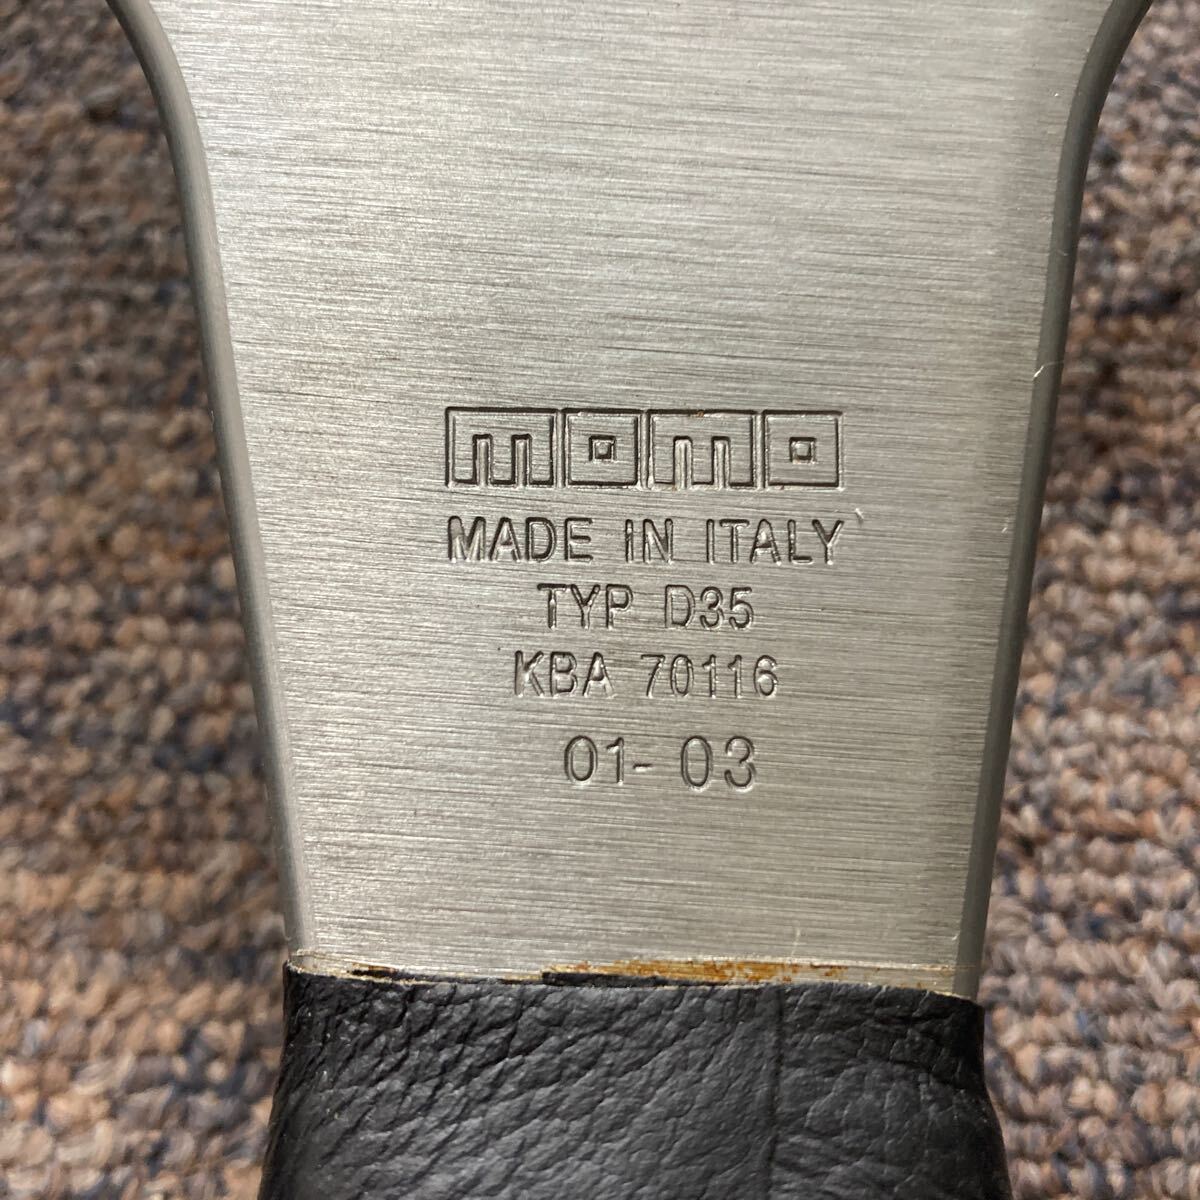 momo
MADE IN ITALY
TYP D35
KBA 70116
01-03